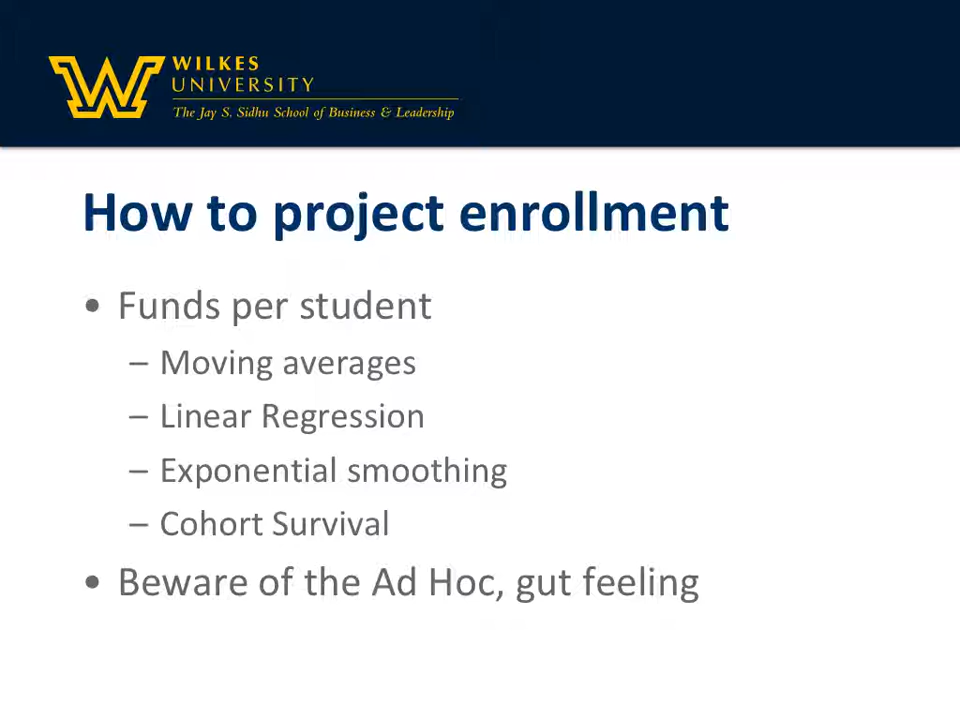 WILKES
UNIVERSITY
The Jay S. Sidhu School of Business & Leadership
How to project enrollment
• Funds per student
– Moving averages
– Linear Regression
– Exponential smoothing
– Cohort Survival
• Beware of the Ad Hoc, gut feeling